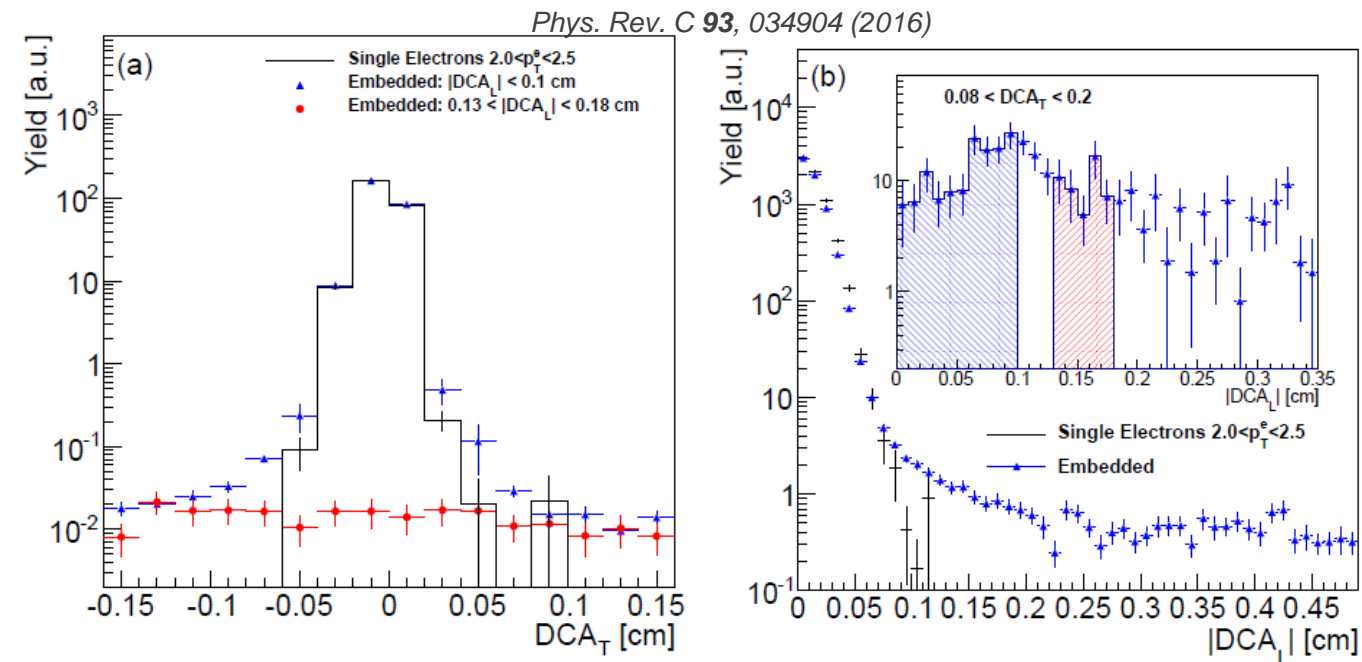 Phys. Rev. C 93, 034904 (2016)
(a)
Single Electrons 2.0<p_T^e<2.5
Embedded: |DCA_L| < 0.1 cm
Embedded: 0.13 < |DCA_L| < 0.18 cm
Yield [a.u.]
10^3
10^2
10
1
10^-1
10^-2
-0.15 -0.1 -0.05 0 0.05 0.1 0.15
DCA_T [cm]
(b)
Yield [a.u.]
10^4
10^3
10^2
10
1
10^-1
0 0.05 0.1 0.15 0.2 0.25 0.3 0.35 0.4 0.45
|DCA_L| [cm]
0.08 < DCA_T < 0.2
10
1
0 0.05 0.1 0.15 0.2 0.25 0.3 0.35
|DCA_L| [cm]
Single Electrons 2.0<p_T^e<2.5
Embedded